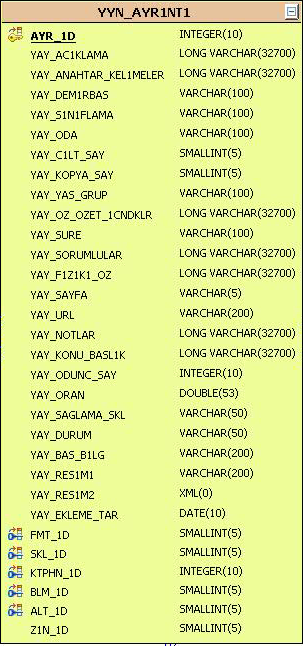 YYN_AYR1NT1
AYR_1D INTEGER(10)
YAY_AC1KLAMA LONG VARCHAR(32700)
YAY_ANAHTAR_KEL1MELER LONG VARCHAR(32700)
YAY_DEM1RBAS VARCHAR(100)
YAY_S1N1FLAMA VARCHAR(100)
YAY_ODA VARCHAR(100)
YAY_C1LT_SAY SMALLINT(5)
YAY_KOPYA_SAY SMALLINT(5)
YAY_YAS_GRUP VARCHAR(100)
YAY_OZ_OZET_1CNDKLR LONG VARCHAR(32700)
YAY_SURE VARCHAR(100)
YAY_SORUMLULAR LONG VARCHAR(32700)
YAY_F1Z1K1_OZ LONG VARCHAR(32700)
YAY_SAYFA VARCHAR(5)
YAY_URL VARCHAR(200)
YAY_NOTLAR LONG VARCHAR(32700)
YAY_KONU_BASL1K LONG VARCHAR(32700)
YAY_ODUNC_SAY INTEGER(10)
YAY_ORAN DOUBLE(53)
YAY_SAGLAMA_SKL VARCHAR(50)
YAY_DURUM VARCHAR(50)
YAY_BAS_B1LG VARCHAR(200)
YAY_RES1M1 VARCHAR(200)
YAY_RES1M2 XML(0)
YAY_EKLEME_TAR DATE(10)
FMT_1D SMALLINT(5)
SKL_1D SMALLINT(5)
KTPHN_1D INTEGER(10)
BLM_1D SMALLINT(5)
ALT_1D SMALLINT(5)
Z1N_1D SMALLINT(5)